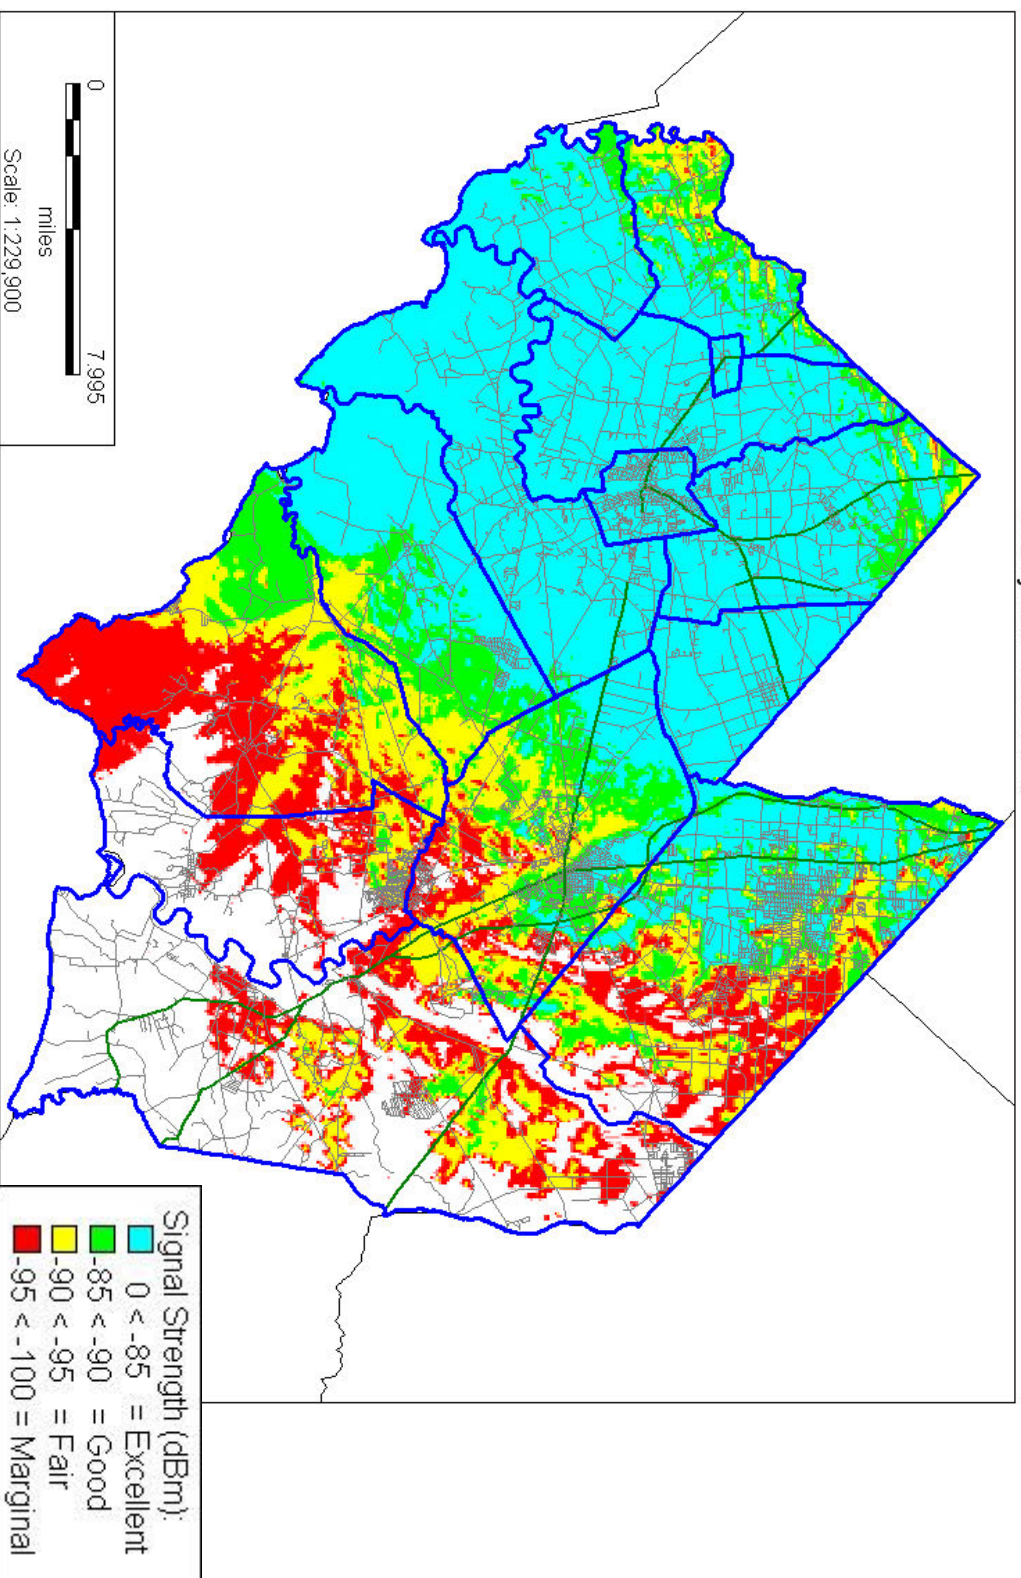 Signal Strength (dBm):
0 < -85 = Excellent
-85 < -90 = Good
-90 < -95 = Fair
-95 < -100 = Marginal
0 7.995
miles
Scale: 1:229,900